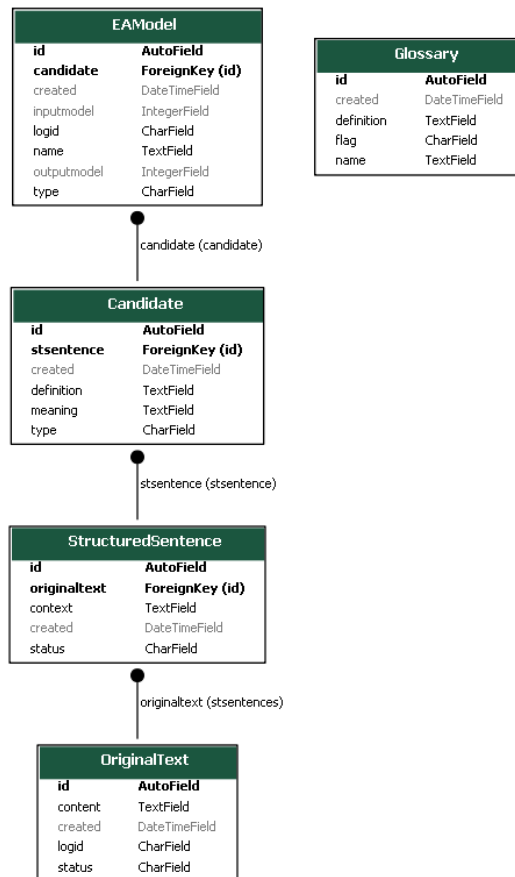 EAModel
id AutoField
candidate ForeignKey (id)
created DateTimeField
inputmodel IntegerField
logid CharField
name TextField
outputmodel IntegerField
type CharField
candidate (candidate)
Candidate
id AutoField
stsentence ForeignKey (id)
created DateTimeField
definition TextField
meaning TextField
type CharField
stsentence (stsentence)
StructuredSentence
id AutoField
originaltext ForeignKey (id)
context TextField
created DateTimeField
status CharField
originaltext (stsentences)
OriginalText
id AutoField
content TextField
created DateTimeField
logid CharField
status CharField
Glossary
id AutoField
created DateTimeField
definition TextField
flag CharField
name TextField